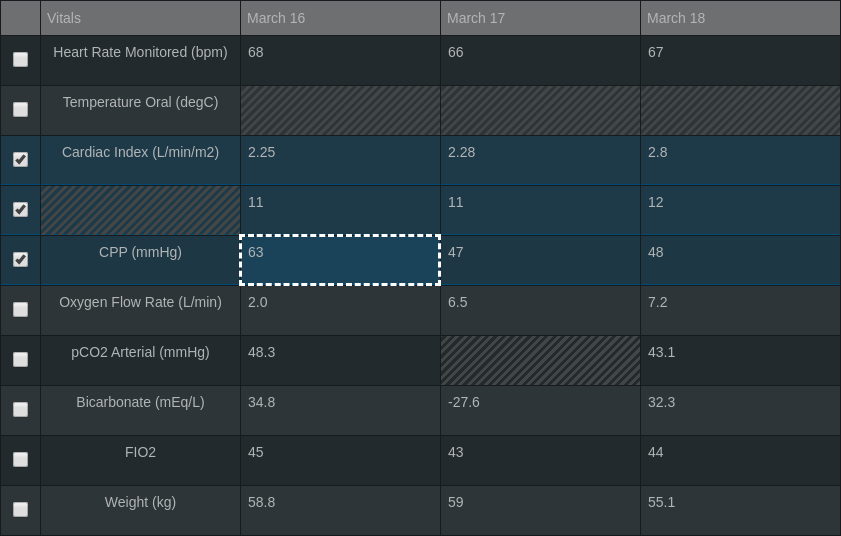 Vitals March 16 March 17 March 18
Heart Rate Monitored (bpm) 68 66 67
Temperature Oral (degC)
Cardiac Index (L/min/m2) 2.25 2.28 2.8
11 11 12
CPP (mmHg) 63 47 48
Oxygen Flow Rate (L/min) 2.0 6.5 7.2
pCO2 Arterial (mmHg) 48.3 43.1
Bicarbonate (mEq/L) 34.8 -27.6 32.3
FIO2 45 43 44
Weight (kg) 58.8 59 55.1